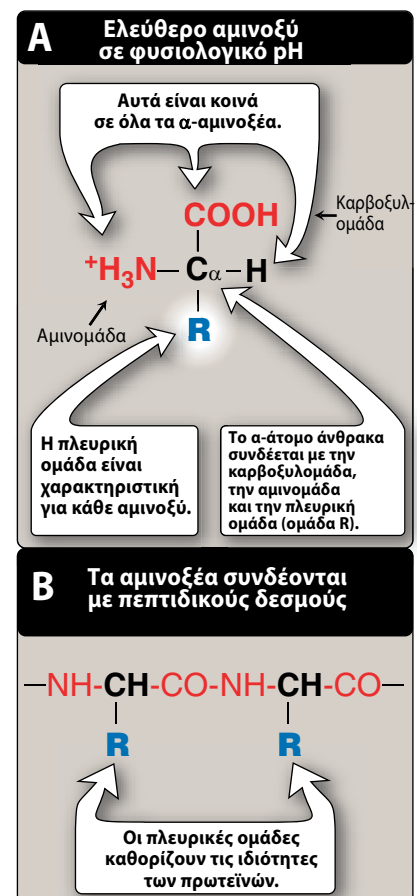 A
Ελεύθερο αμινοξύ
σε φυσιολογικό pH
Αυτά είναι κοινά
σε όλα τα α-αμινοξέα.
COOH
Καρβοξυλ-
ομάδα
+H3N—Cα—H
Αμινομάδα
R
Η πλευρική
ομάδα είναι
χαρακτηριστική
για κάθε αμινοξύ.
Το α-άτομο άνθρακα
συνδέεται με την
καρβοξυλομάδα,
την αμινομάδα
και την πλευρική
ομάδα (ομάδα R).
B
Τα αμινοξέα συνδέονται
με πεπτιδικούς δεσμούς
—NH-CH-CO-NH-CH-CO—
R R
Οι πλευρικές ομάδες
καθορίζουν τις ιδιότητες
των πρωτεϊνών.